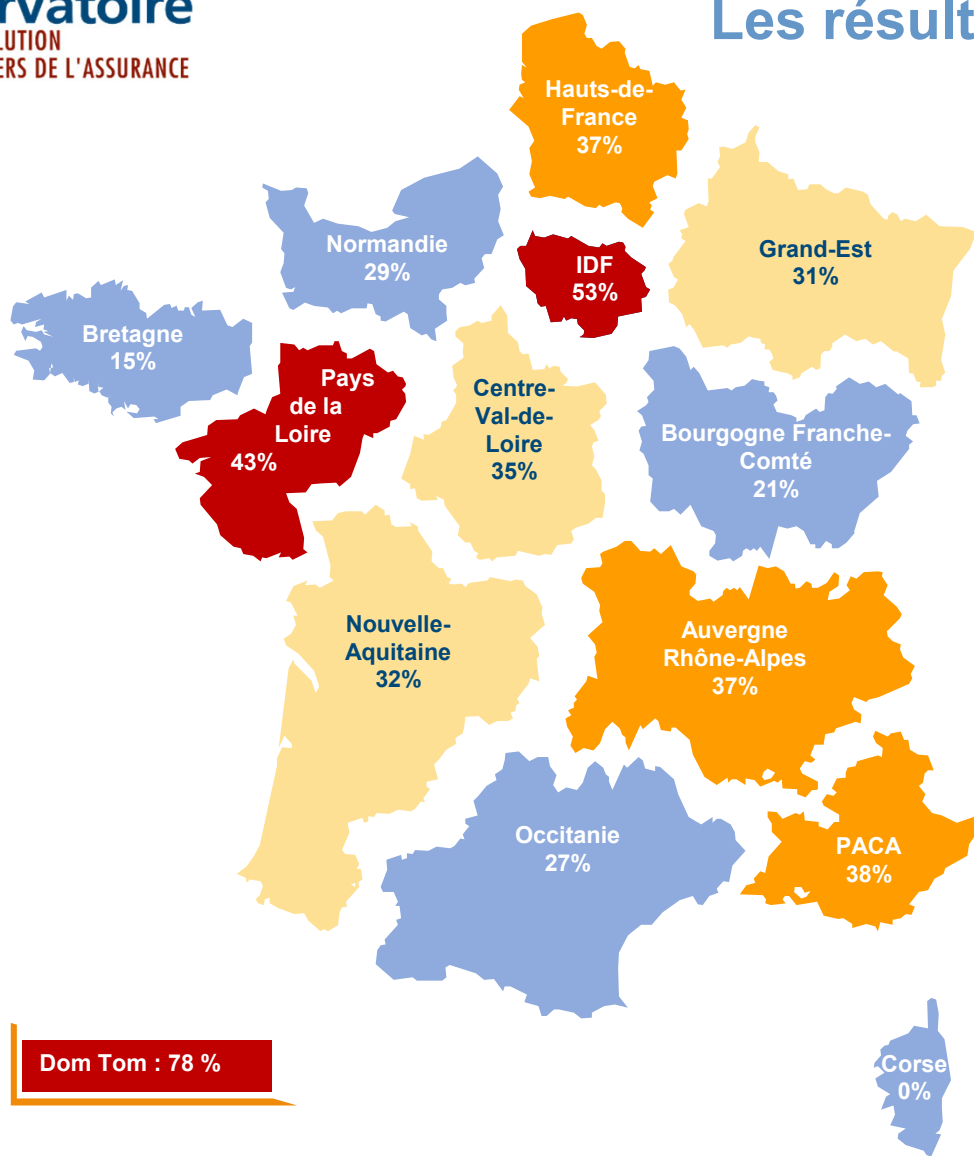 rvatoire
LUTION
ERS DE L'ASSURANCE
Les résult
Hauts-de-
France
37%
Normandie
29%
IDF
53%
Grand-Est
31%
Bretagne
15%
Pays
de la
Loire
43%
Centre-
Val-de-
Loire
35%
Bourgogne Franche-
Comté
21%
Nouvelle-
Aquitaine
32%
Auvergne
Rhône-Alpes
37%
Occitanie
27%
PACA
38%
Dom Tom : 78 %
Corse
0%